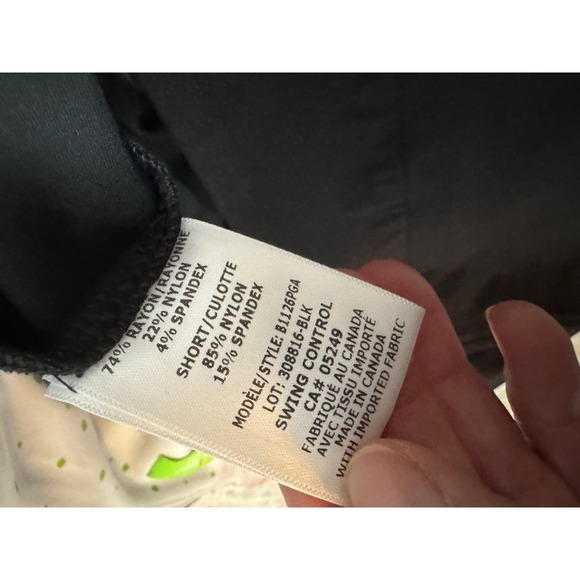 74% RAYON/RAYONNE
22% NYLON
4% SPANDEX
SHORT/CULOTTE
85% NYLON
15% SPANDEX
MODÈLE/STYLE: B1126PGA
LOT: 308816-BLK
SWING CONTROL
CA# 05249
FABRIQUÉ AU CANADA
AVEC TISSU IMPORTÉ
MADE IN CANADA
WITH IMPORTED FABRIC